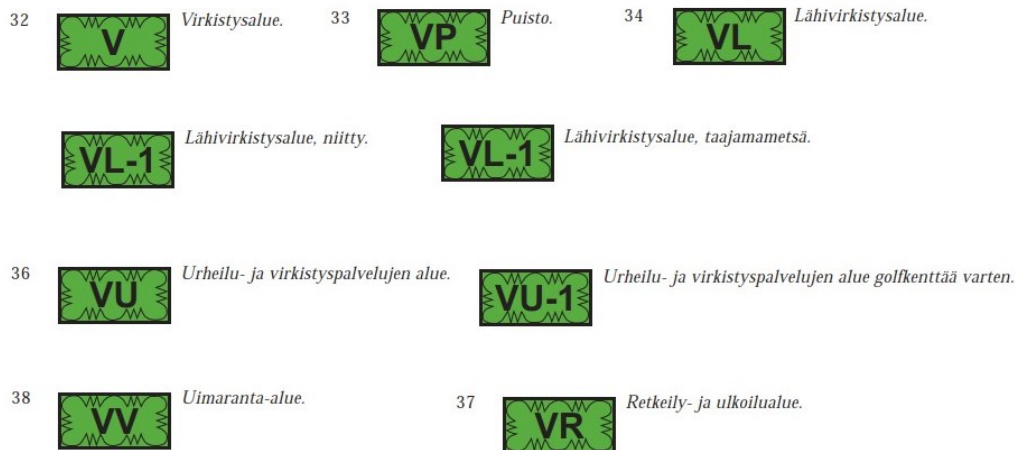 32 V Virkistysalue. 33 VP Puisto. 34 VL Lähivirkistysalue.
VL-1 Lähivirkistysalue, niitty. VL-1 Lähivirkistysalue, taajamametsä.
36 VU Urheilu- ja virkistyspalvelujen alue. VU-1 Urheilu- ja virkistyspalvelujen alue golfkenttää varten.
38 VV Uimaranta-alue. 37 VR Retkeily- ja ulkoilualue.